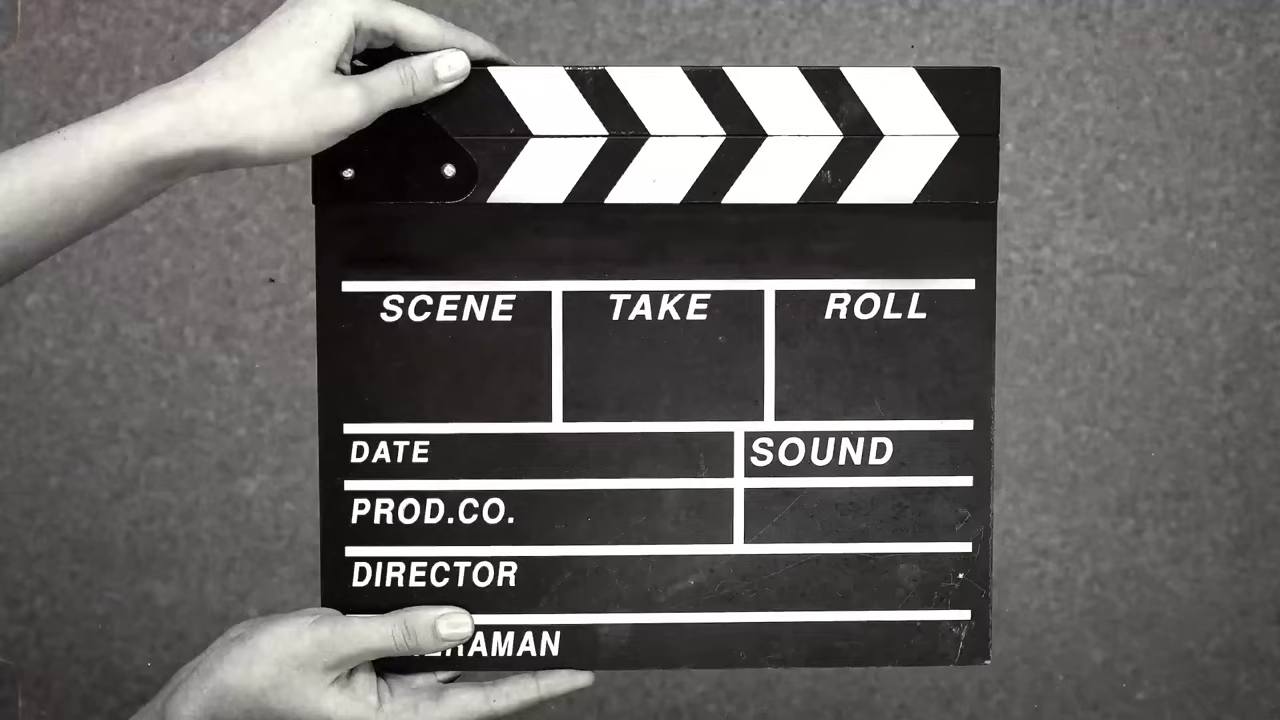 SCENE TAKE ROLL
DATE SOUND
PROD.CO.
DIRECTOR